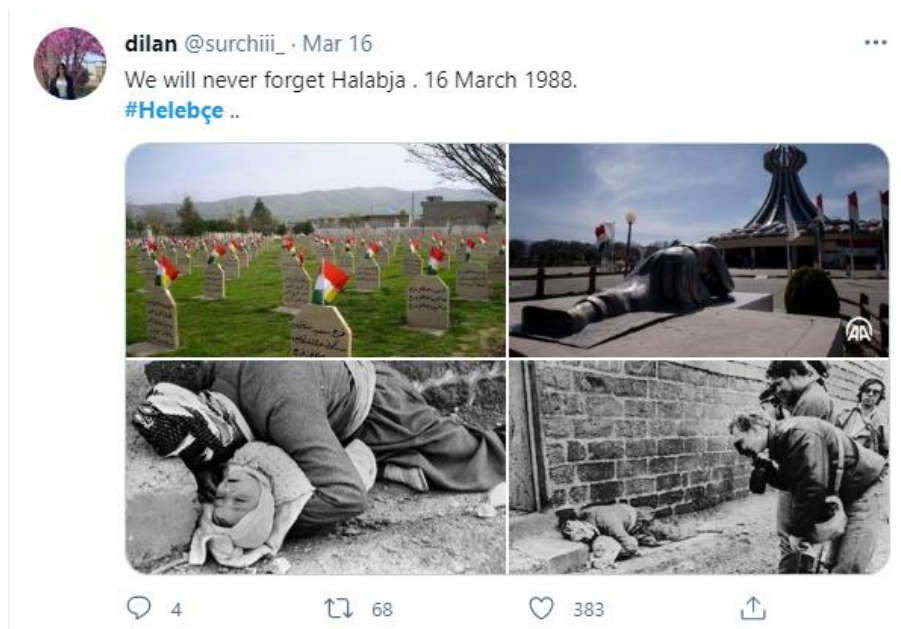 dilan @surchiii_ · Mar 16
We will never forget Halabja . 16 March 1988.
#Helebçe ..
AA
4
68
383